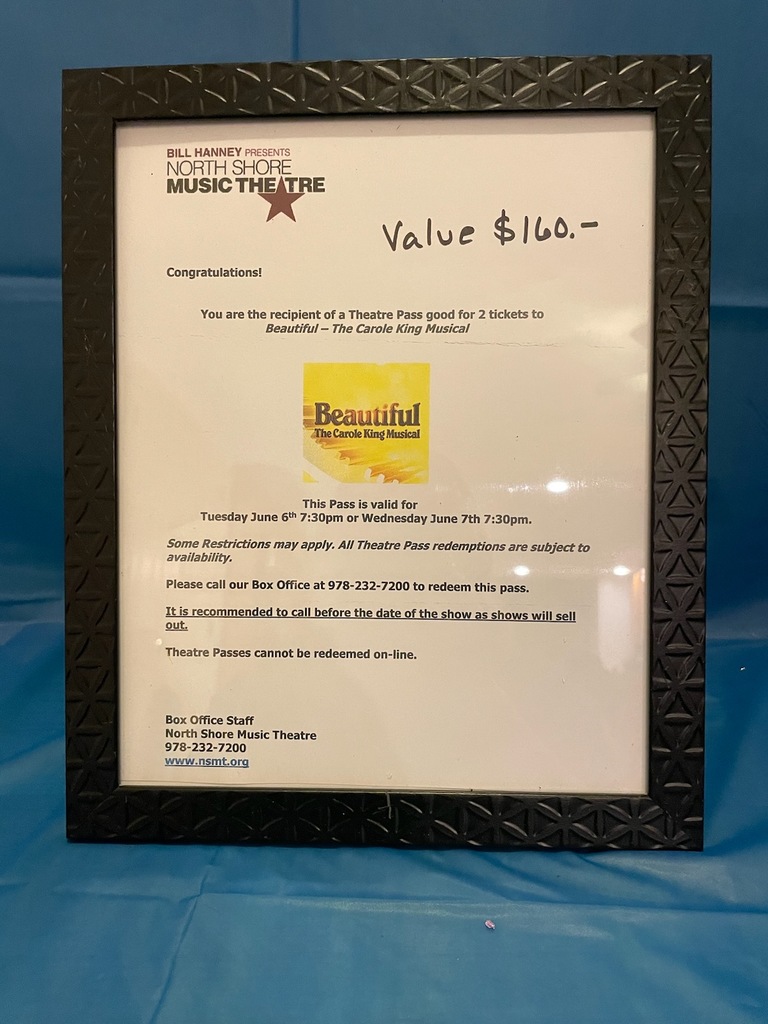 BILL HANNEY PRESENTS
NORTH SHORE
MUSIC THEATRE
Value $160.-
Congratulations!
You are the recipient of a Theatre Pass good for 2 tickets to
Beautiful – The Carole King Musical
Beautiful
The Carole King Musical
This Pass is valid for
Tuesday June 6th 7:30pm or Wednesday June 7th 7:30pm.
Some Restrictions may apply. All Theatre Pass redemptions are subject to
availability.
Please call our Box Office at 978-232-7200 to redeem this pass.
It is recommended to call before the date of the show as shows will sell
out.
Theatre Passes cannot be redeemed on-line.
Box Office Staff
North Shore Music Theatre
978-232-7200
www.nsmt.org